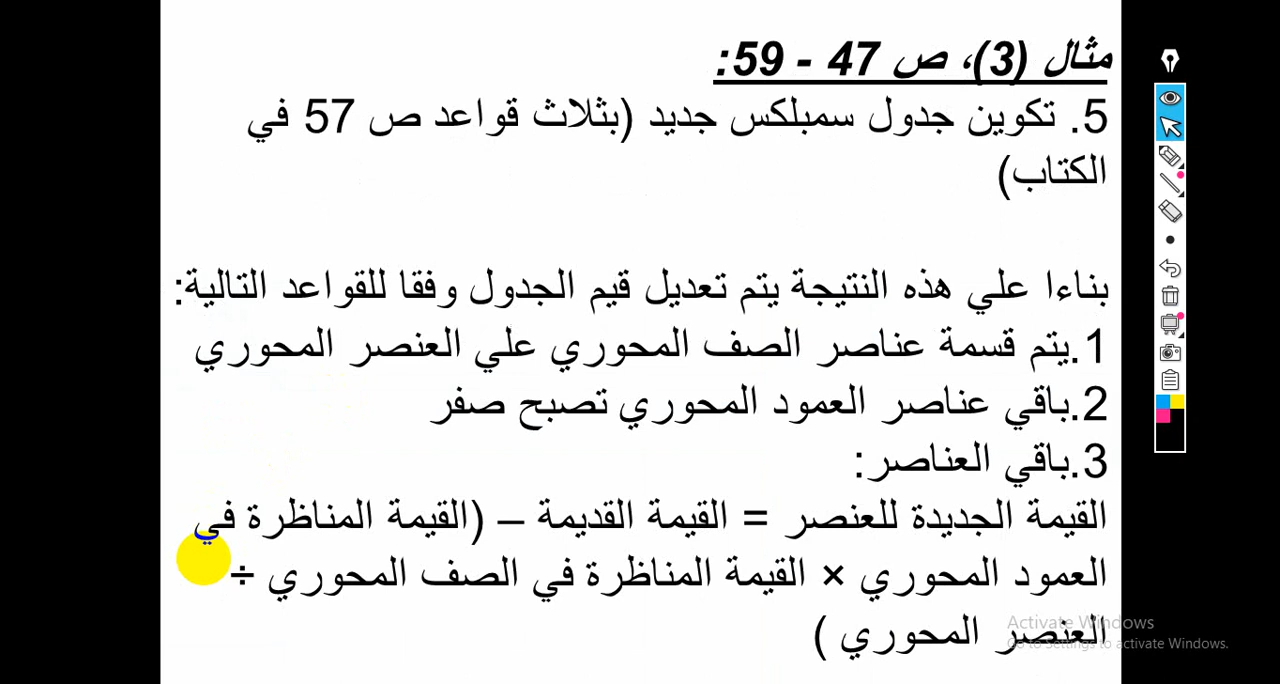 مثال (3)، ص 47 - 59:
5. تكوين جدول سمبلكس جديد (بثلاث قواعد ص 57 في
الكتاب)
بناءا علي هذه النتيجة يتم تعديل قيم الجدول وفقا للقواعد التالية:
1.يتم قسمة عناصر الصف المحوري علي العنصر المحوري
2.باقي عناصر العمود المحوري تصبح صفر
3.باقي العناصر:
القيمة الجديدة للعنصر = القيمة القديمة – (القيمة المناظرة في
العمود المحوري × القيمة المناظرة في الصف المحوري ÷
العنصر المحوري )
Activate Windows
Go to Settings to activate Windows.